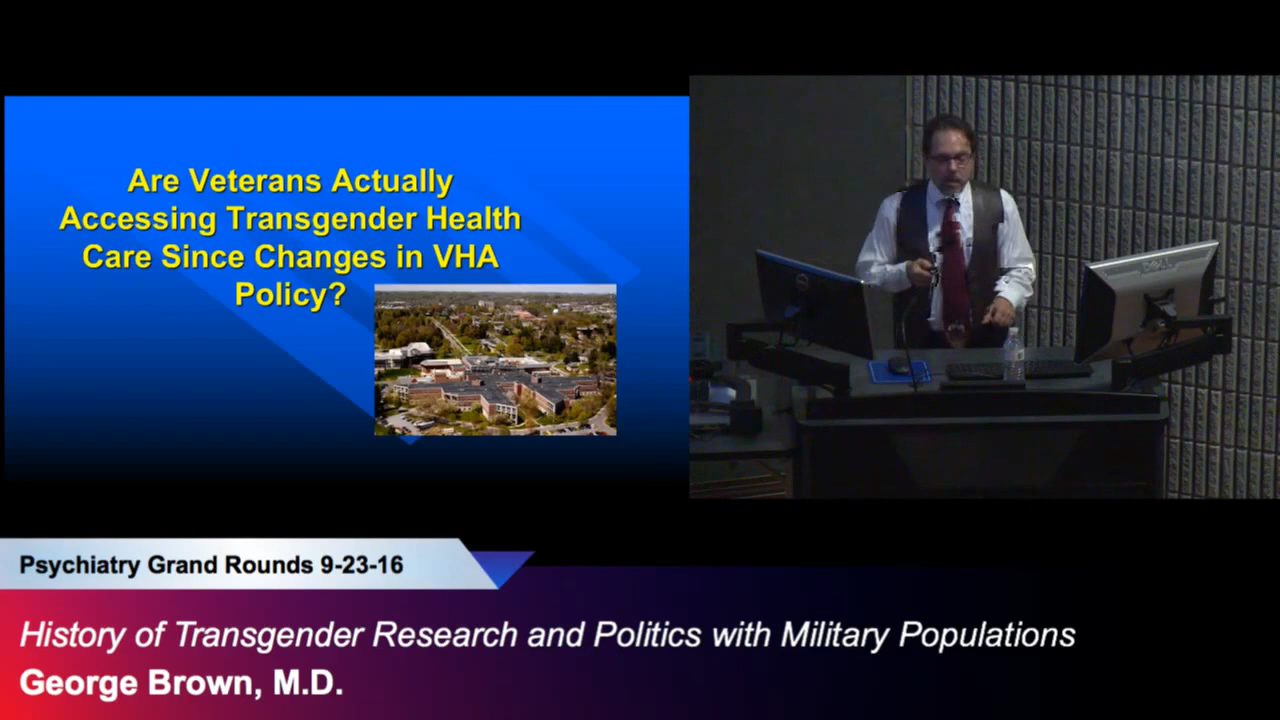 Are Veterans Actually
Accessing Transgender Health
Care Since Changes in VHA
Policy?
DELL
Psychiatry Grand Rounds 9-23-16
History of Transgender Research and Politics with Military Populations
George Brown, M.D.